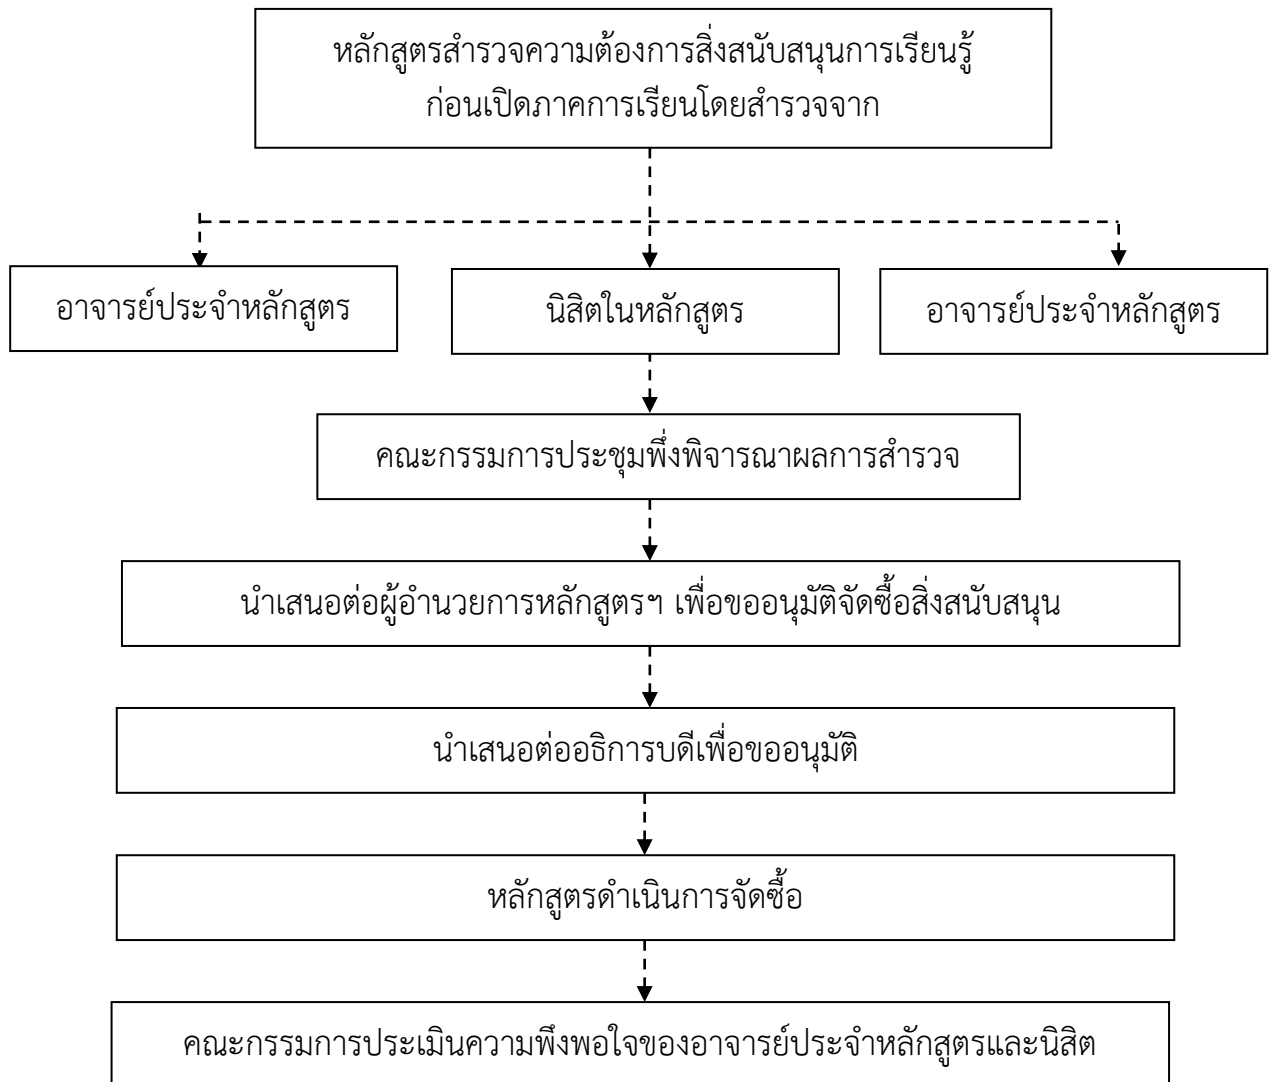 หลักสูตรสำรวจความต้องการสิ่งสนับสนุนการเรียนรู้
ก่อนเปิดภาคการเรียนโดยสำรวจจาก
อาจารย์ประจำหลักสูตร
นิสิตในหลักสูตร
อาจารย์ประจำหลักสูตร
คณะกรรมการประชุมพึ่งพิจารณาผลการสำรวจ
นำเสนอต่อผู้อำนวยการหลักสูตรฯ เพื่อขออนุมัติจัดซื้อสิ่งสนับสนุน
นำเสนอต่ออธิการบดีเพื่อขออนุมัติ
หลักสูตรดำเนินการจัดซื้อ
คณะกรรมการประเมินความพึงพอใจของอาจารย์ประจำหลักสูตรและนิสิต